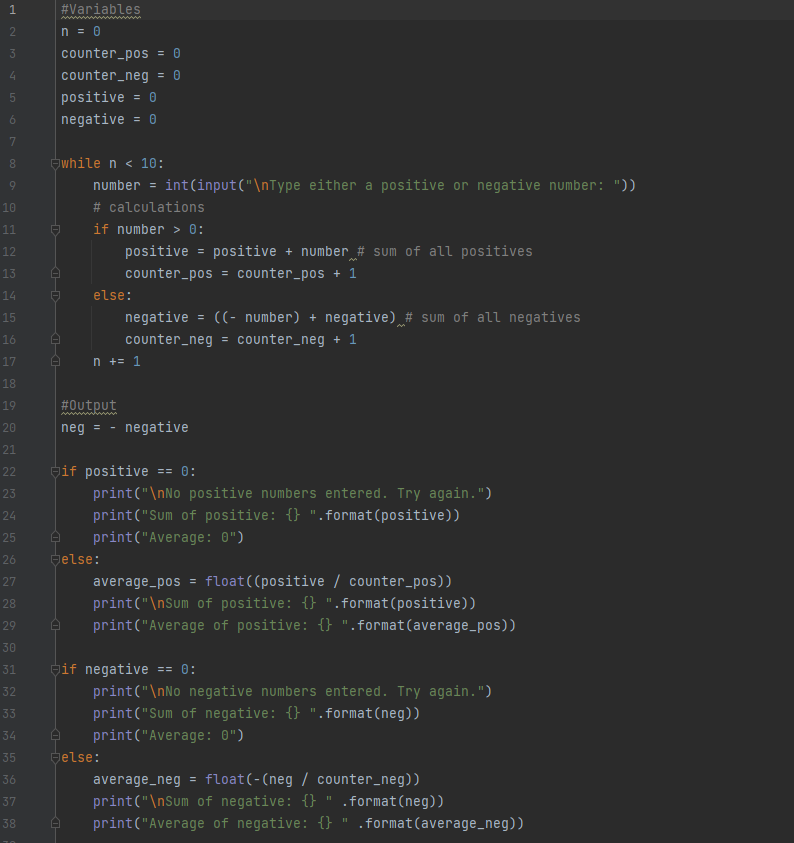 1 #Variables
2 n = 0
3 counter_pos = 0
4 counter_neg = 0
5 positive = 0
6 negative = 0
7
8 while n < 10:
9     number = int(input("\nType either a positive or negative number: "))
10     # calculations
11     if number > 0:
12         positive = positive + number # sum of all positives
13         counter_pos = counter_pos + 1
14     else:
15         negative = ((- number) + negative) # sum of all negatives
16         counter_neg = counter_neg + 1
17     n += 1
18
19 #Output
20 neg = - negative
21
22 if positive == 0:
23     print("\nNo positive numbers entered. Try again.")
24     print("Sum of positive: {} ".format(positive))
25     print("Average: 0")
26 else:
27     average_pos = float((positive / counter_pos))
28     print("\nSum of positive: {} ".format(positive))
29     print("Average of positive: {} ".format(average_pos))
30
31 if negative == 0:
32     print("\nNo negative numbers entered. Try again.")
33     print("Sum of negative: {} ".format(neg))
34     print("Average: 0")
35 else:
36     average_neg = float(-(neg / counter_neg))
37     print("\nSum of negative: {} " .format(neg))
38     print("Average of negative: {} " .format(average_neg))